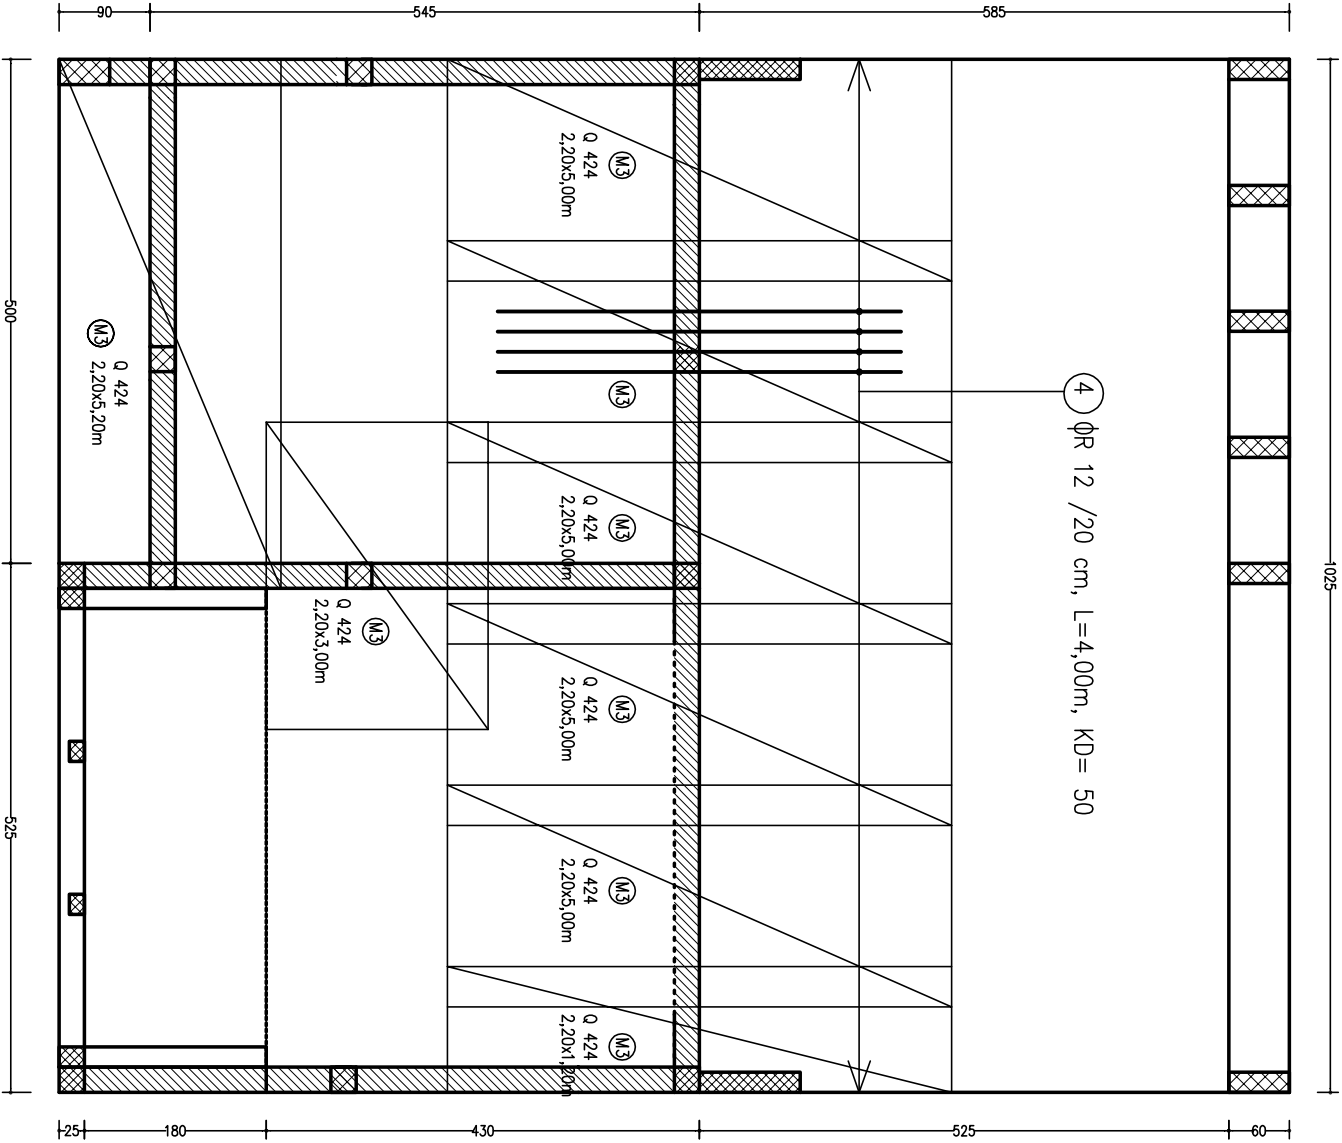 90
545
585
Q 424
2,20x5,00m
M3
500
1025
M3
Q 424
2,20x5,20m
M3
4 ϕR 12 /20 cm, L=4,00m, KD= 50
Q 424
2,20x5,00m
M3
Q 424
2,20x3,00m
M3
Q 424
2,20x5,00m
M3
525
Q 424
2,20x5,00m
M3
Q 424
2,20x1,20m
M3
25
180
430
525
60